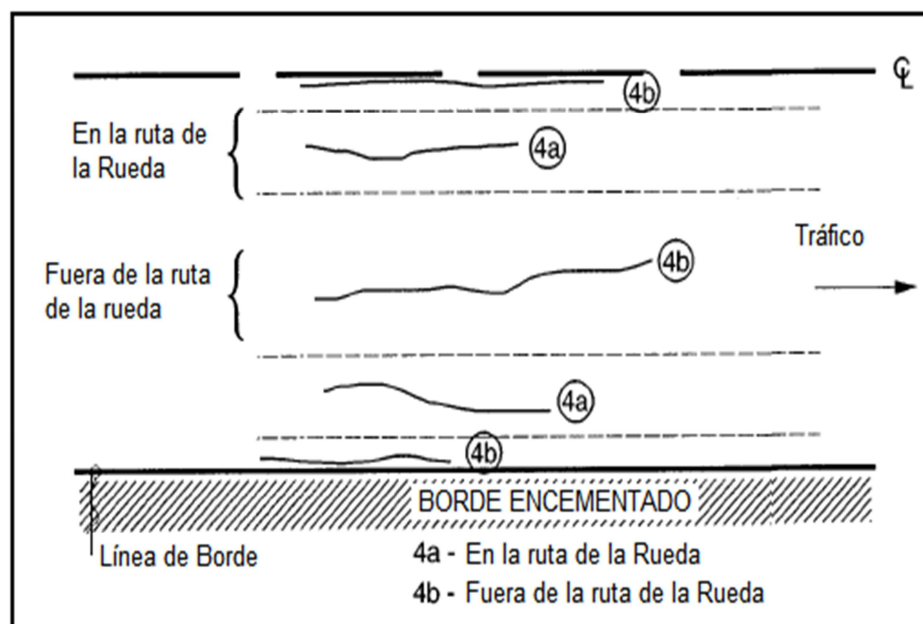 ℄
4b
En la ruta de
la Rueda
4a
Tráfico
4b
Fuera de la ruta
de la rueda
4a
4b
BORDE ENCEMENTADO
Línea de Borde
4a - En la ruta de la Rueda
4b - Fuera de la ruta de la Rueda